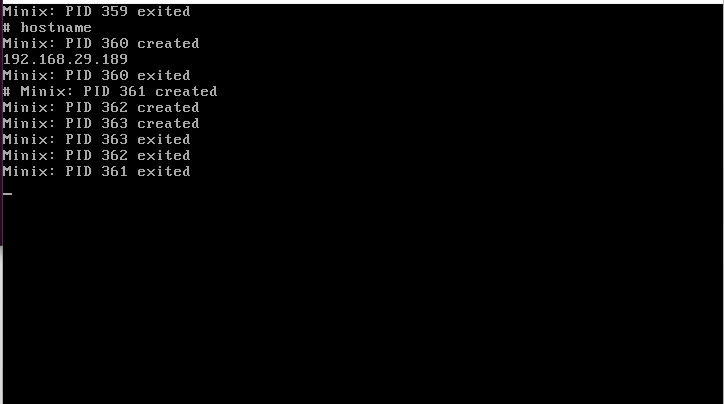 Minix: PID 359 exited
# hostname
Minix: PID 360 created
192.168.29.189
Minix: PID 360 exited
# Minix: PID 361 created
Minix: PID 362 created
Minix: PID 363 created
Minix: PID 363 exited
Minix: PID 362 exited
Minix: PID 361 exited